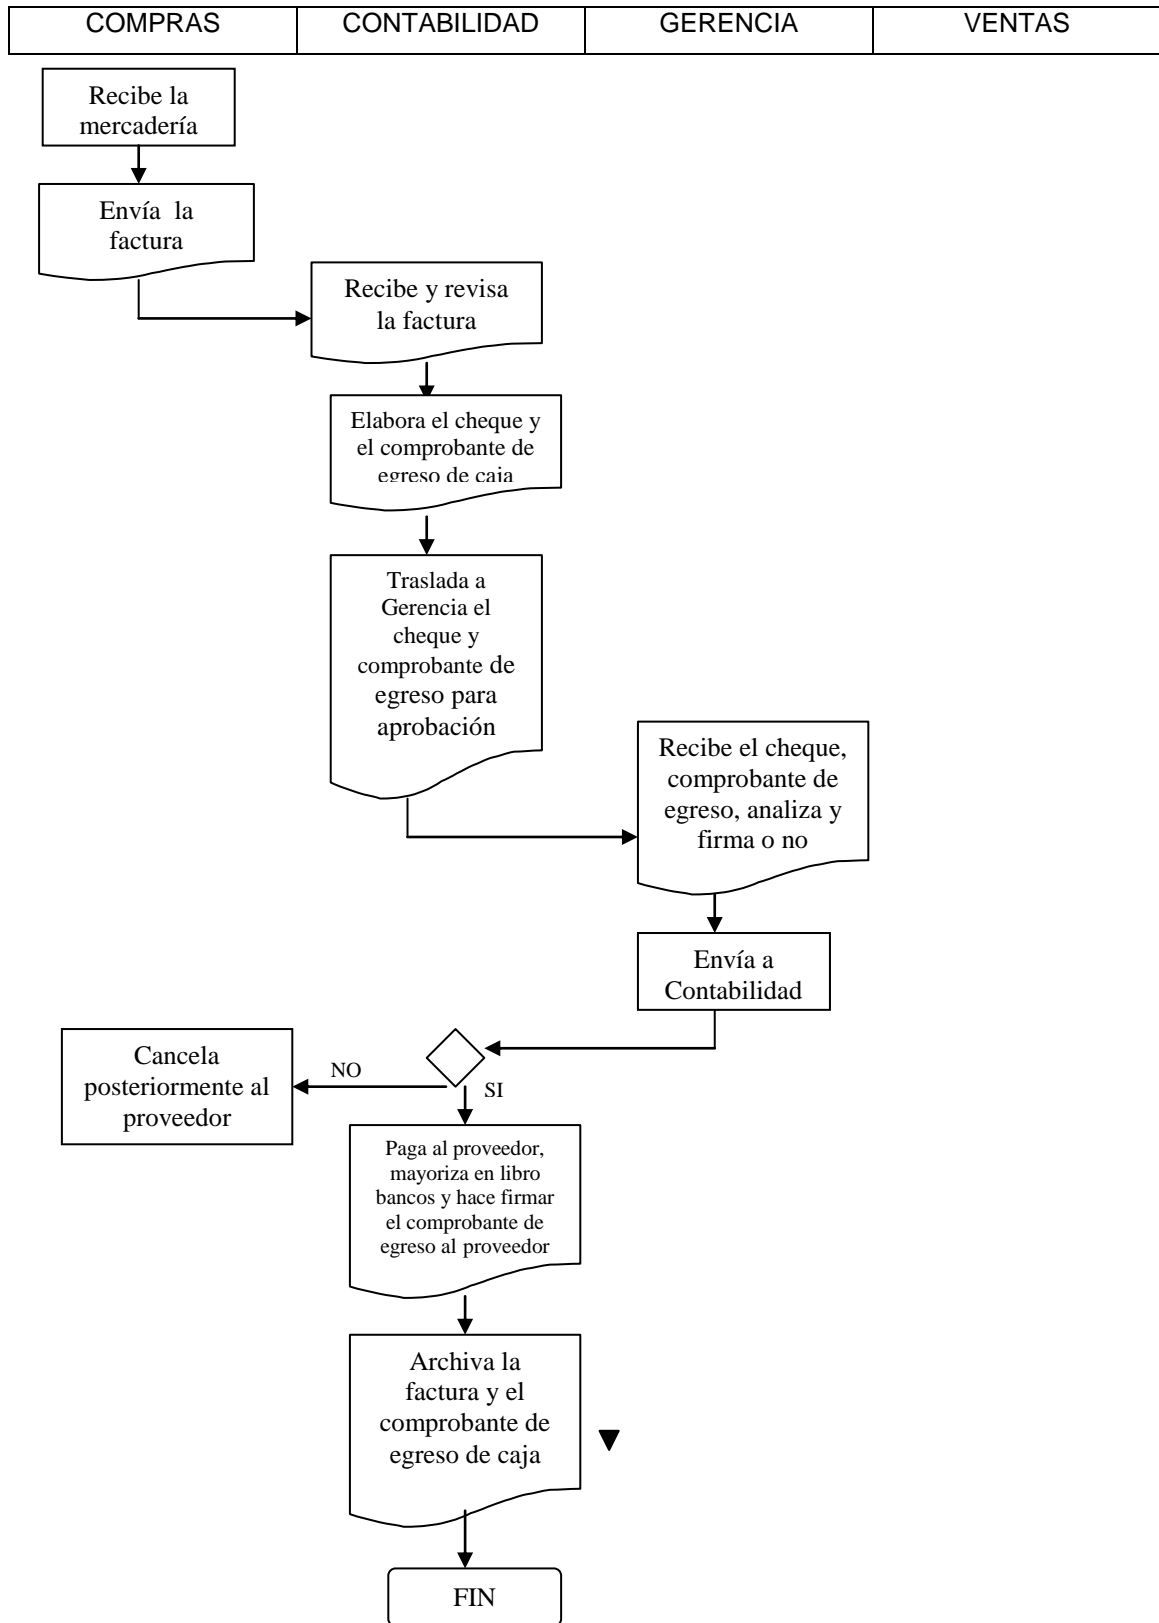 COMPRAS
CONTABILIDAD
GERENCIA
VENTAS
Recibe la
mercadería
Envía la
factura
Recibe y revisa
la factura
Elabora el cheque y
el comprobante de
egreso de caja
Traslada a
Gerencia el
cheque y
comprobante de
egreso para
aprobación
Recibe el cheque,
comprobante de
egreso, analiza y
firma o no
Envía a
Contabilidad
Cancela
posteriormente al
proveedor
NO
SI
Paga al proveedor,
mayoriza en libro
bancos y hace firmar
el comprobante de
egreso al proveedor
Archiva la
factura y el
comprobante de
egreso de caja
FIN